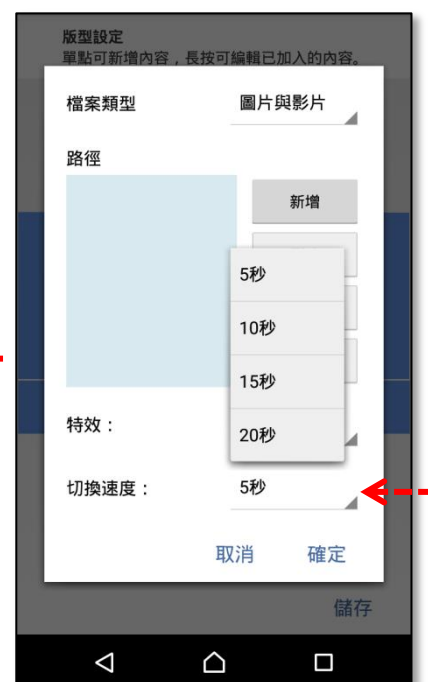 版型設定
單點可新增內容，長按可編輯已加入的內容。
檔案類型 圖片與影片
路徑
新增
5秒
10秒
15秒
20秒
特效：
切換速度： 5秒
取消 確定
儲存